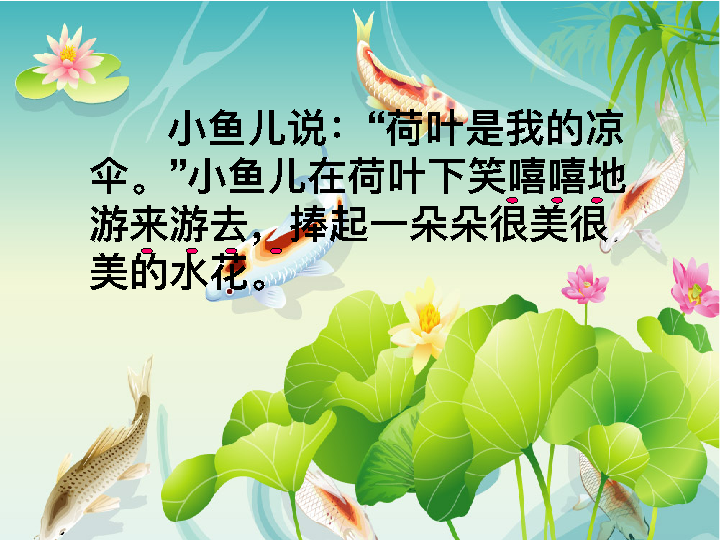 小鱼儿说：“荷叶是我的凉
伞。”小鱼儿在荷叶下笑嘻嘻地
游来游去，捧起一朵朵很美很
美的水花。